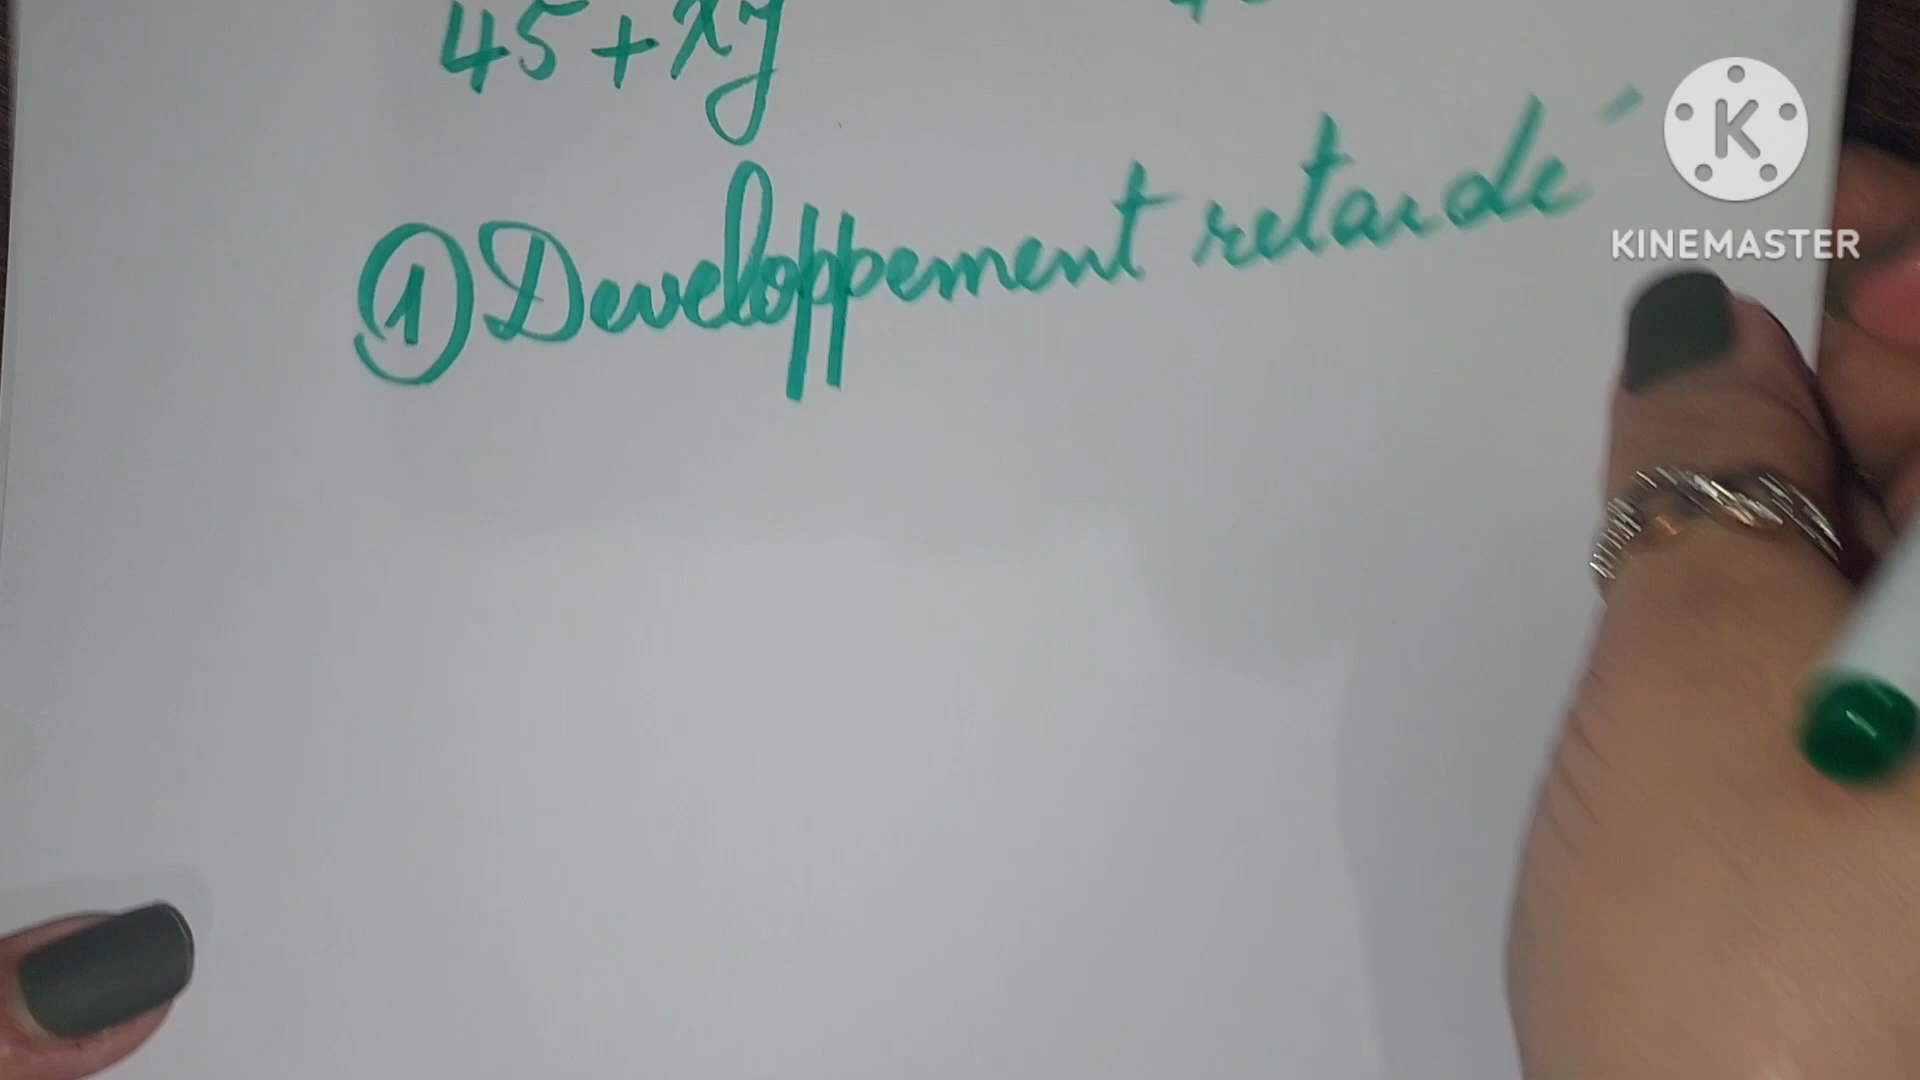 45+xy
① Developpement retardé
K
KINEMASTER